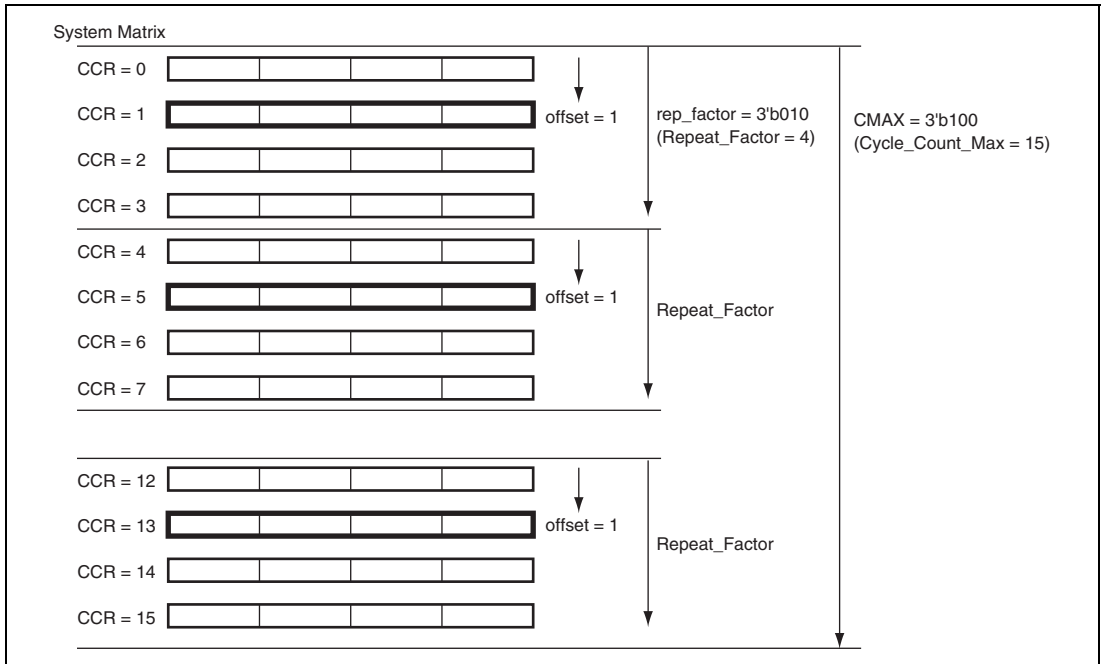 System Matrix
CCR = 0
CCR = 1
offset = 1
CCR = 2
CCR = 3
rep_factor = 3'b010
(Repeat_Factor = 4)
CMAX = 3'b100
(Cycle_Count_Max = 15)
CCR = 4
CCR = 5
offset = 1
CCR = 6
CCR = 7
Repeat_Factor
CCR = 12
CCR = 13
offset = 1
CCR = 14
CCR = 15
Repeat_Factor